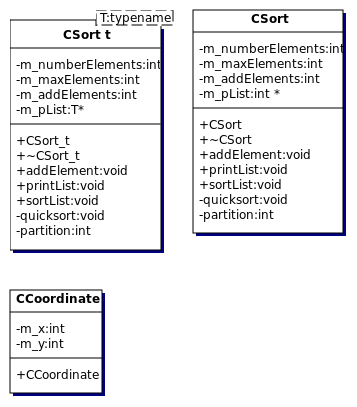 T:typename
CSort t
-m_numberElements:int
-m_maxElements:int
-m_addElements:int
-m_pList:T*
+CSort_t
+~CSort_t
+addElement:void
+printList:void
+sortList:void
-quicksort:void
-partition:int
CSort
-m_numberElements:int
-m_maxElements:int
-m_addElements:int
-m_pList:int *
+CSort
+~CSort
+addElement:void
+printList:void
+sortList:void
-quicksort:void
-partition:int
CCoordinate
-m_x:int
-m_y:int
+CCoordinate